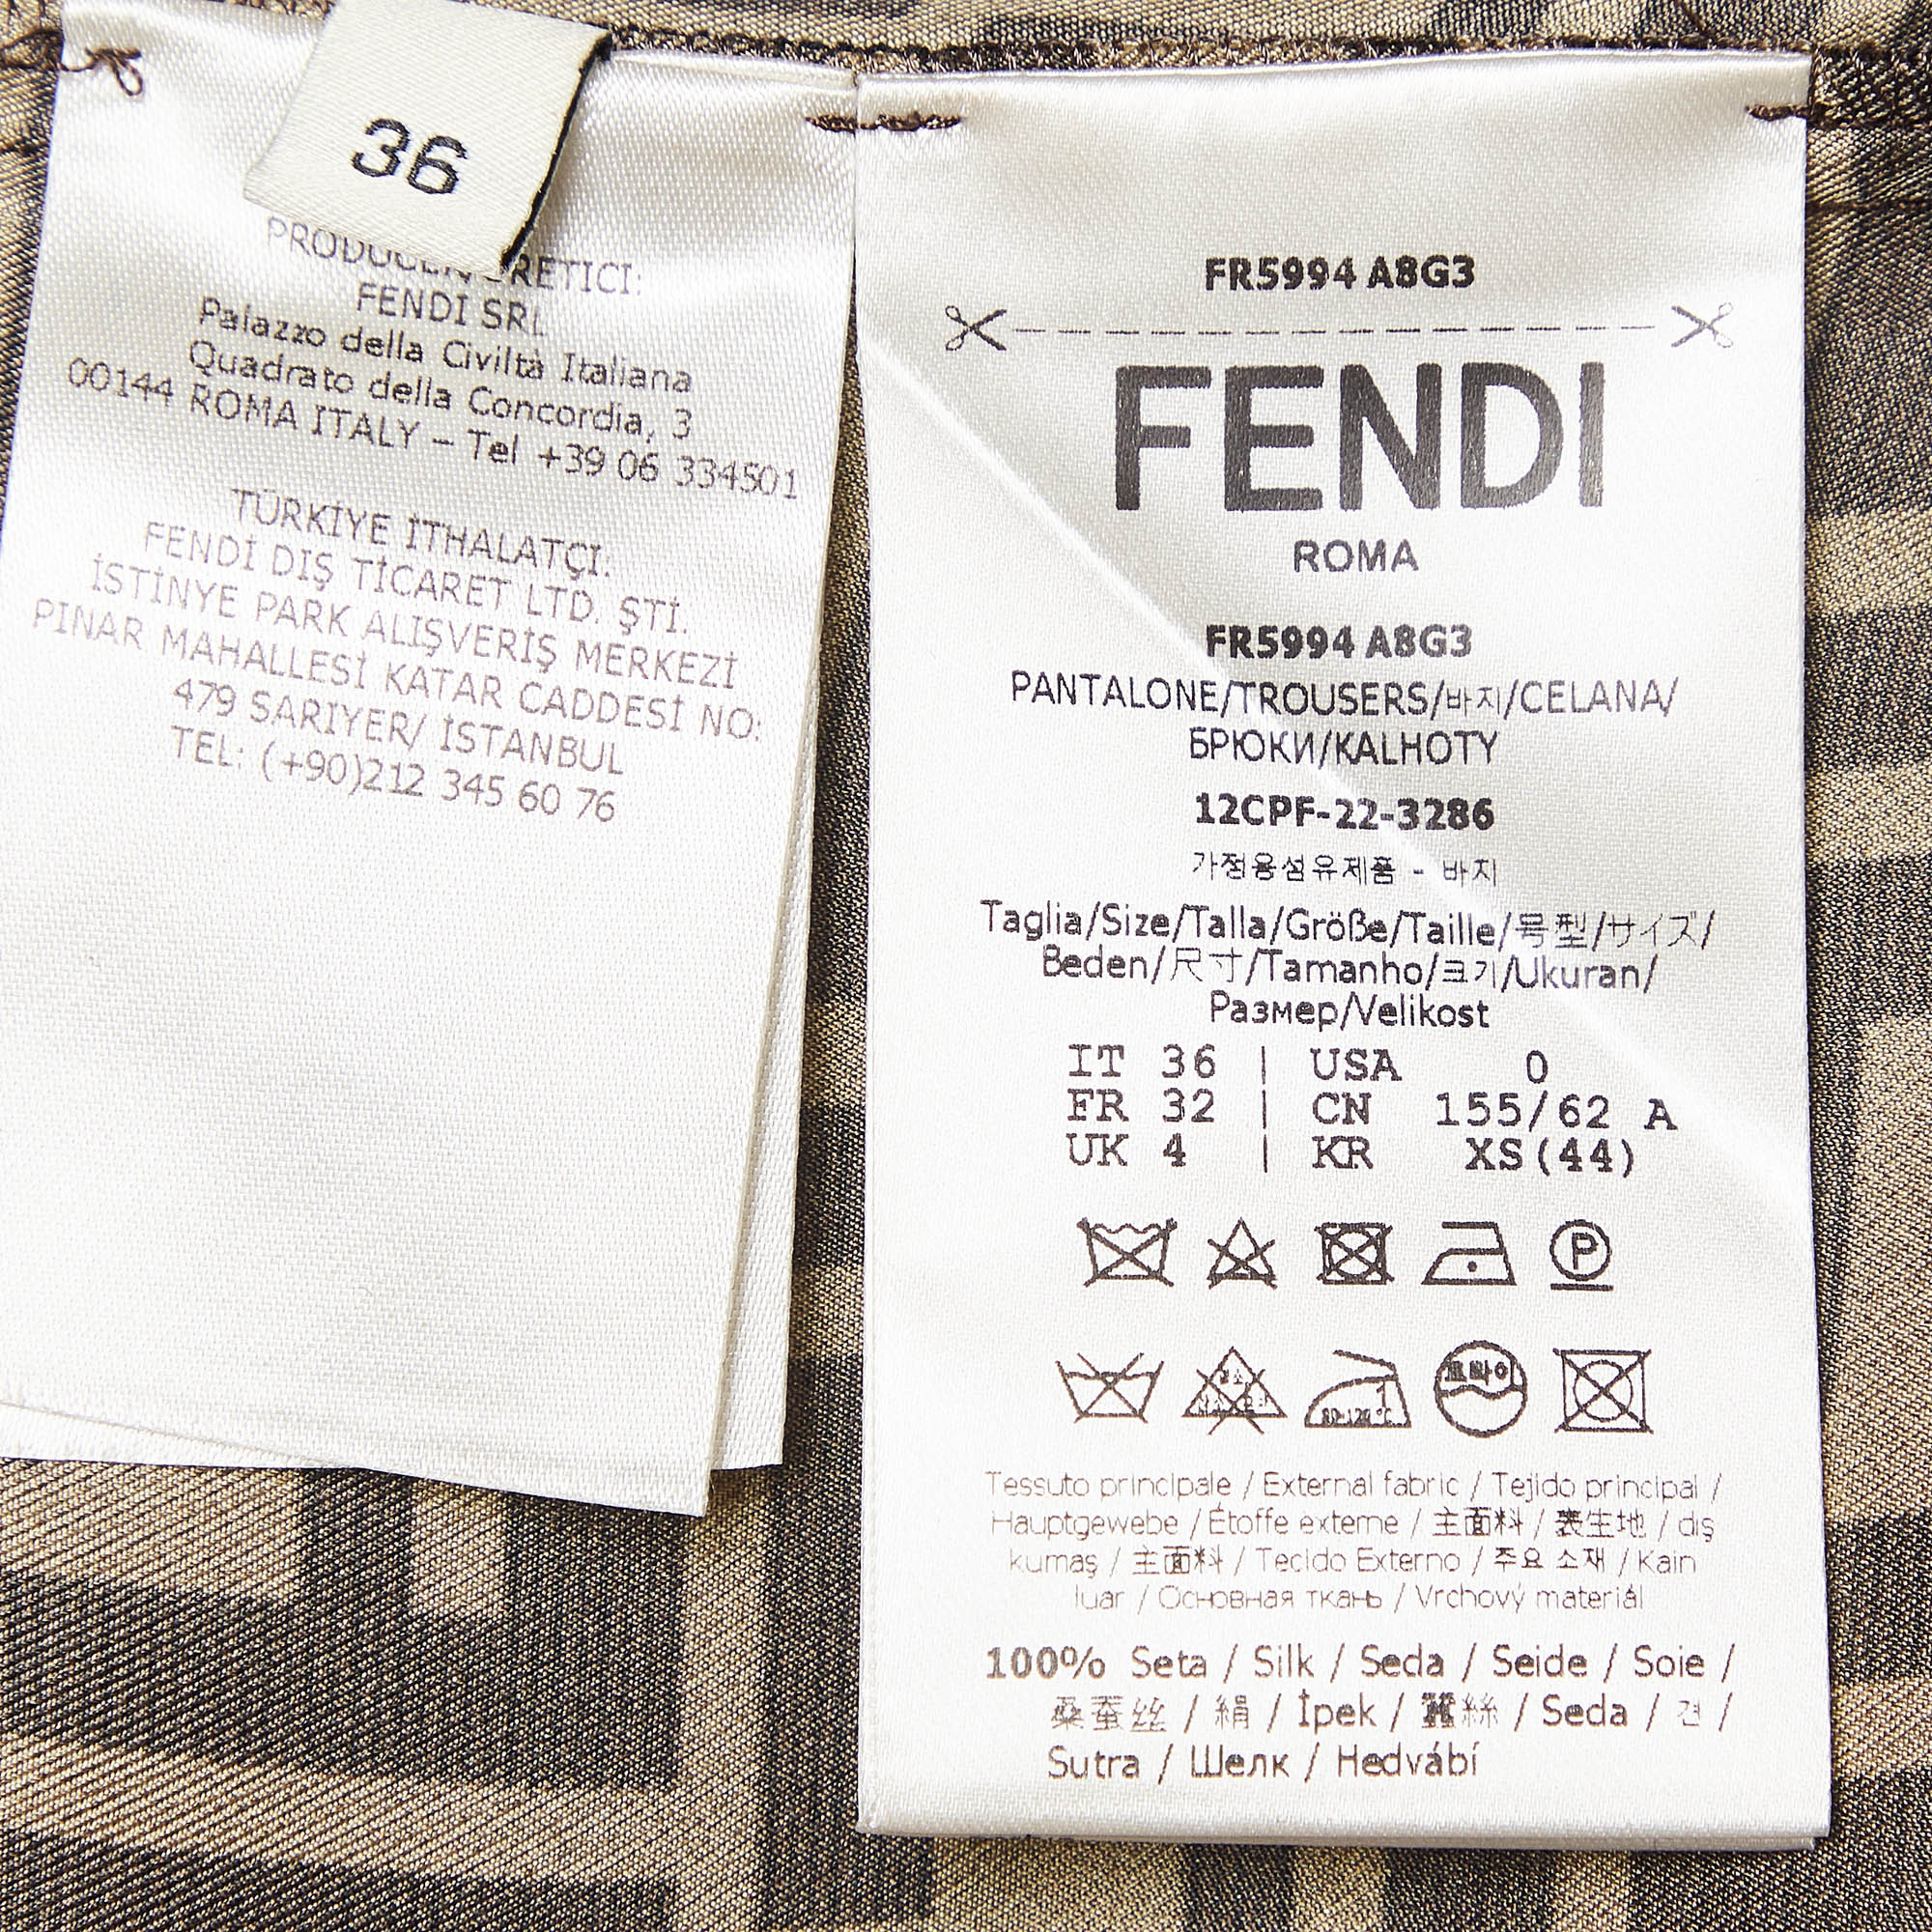 36
PRODUCEN ÜRETICI:
FENDI SRL
Palazzo della Civiltà Italiana
Quadrato della Concordia, 3
00144 ROMA ITALY – Tel +39 06 334501
TÜRKİYE İTHALATÇI:
FENDİ DIŞ TİCARET LTD. ŞTİ.
İSTİNYE PARK ALIŞVERİŞ MERKEZİ
PINAR MAHALLESİ KATAR CADDESİ NO:
479 SARIYER/ İSTANBUL
TEL: (+90)212 345 60 76
FR5994 A8G3
FENDI
ROMA
FR5994 A8G3
PANTALONE/TROUSERS/바지/CELANA/
БРЮКИ/KALHOTY
12CPF-22-3286
가정용섬유제품 - 바지
Taglia/Size/Talla/Größe/Taille/号型/サイズ/
Beden/尺寸/Tamanho/크기/Ukuran/
Размер/Velikost
IT 36 | USA 0
FR 32 | CN 155/62 A
UK 4 | KR XS(44)
P
80-120℃ 드라이
Tessuto principale / External fabric / Tejido principal /
Hauptgewebe / Étoffe externe / 主面料 / 表生地 / dış
kumaş / 主面料 / Tecido Externo / 주요 소재 / Kain
luar / Основная ткань / Vrchový materiál
100% Seta / Silk / Seda / Seide / Soie /
桑蚕丝 / 絹 / İpek / 蠶絲 / Seda / 견 /
Sutra / Шелк / Hedvábí